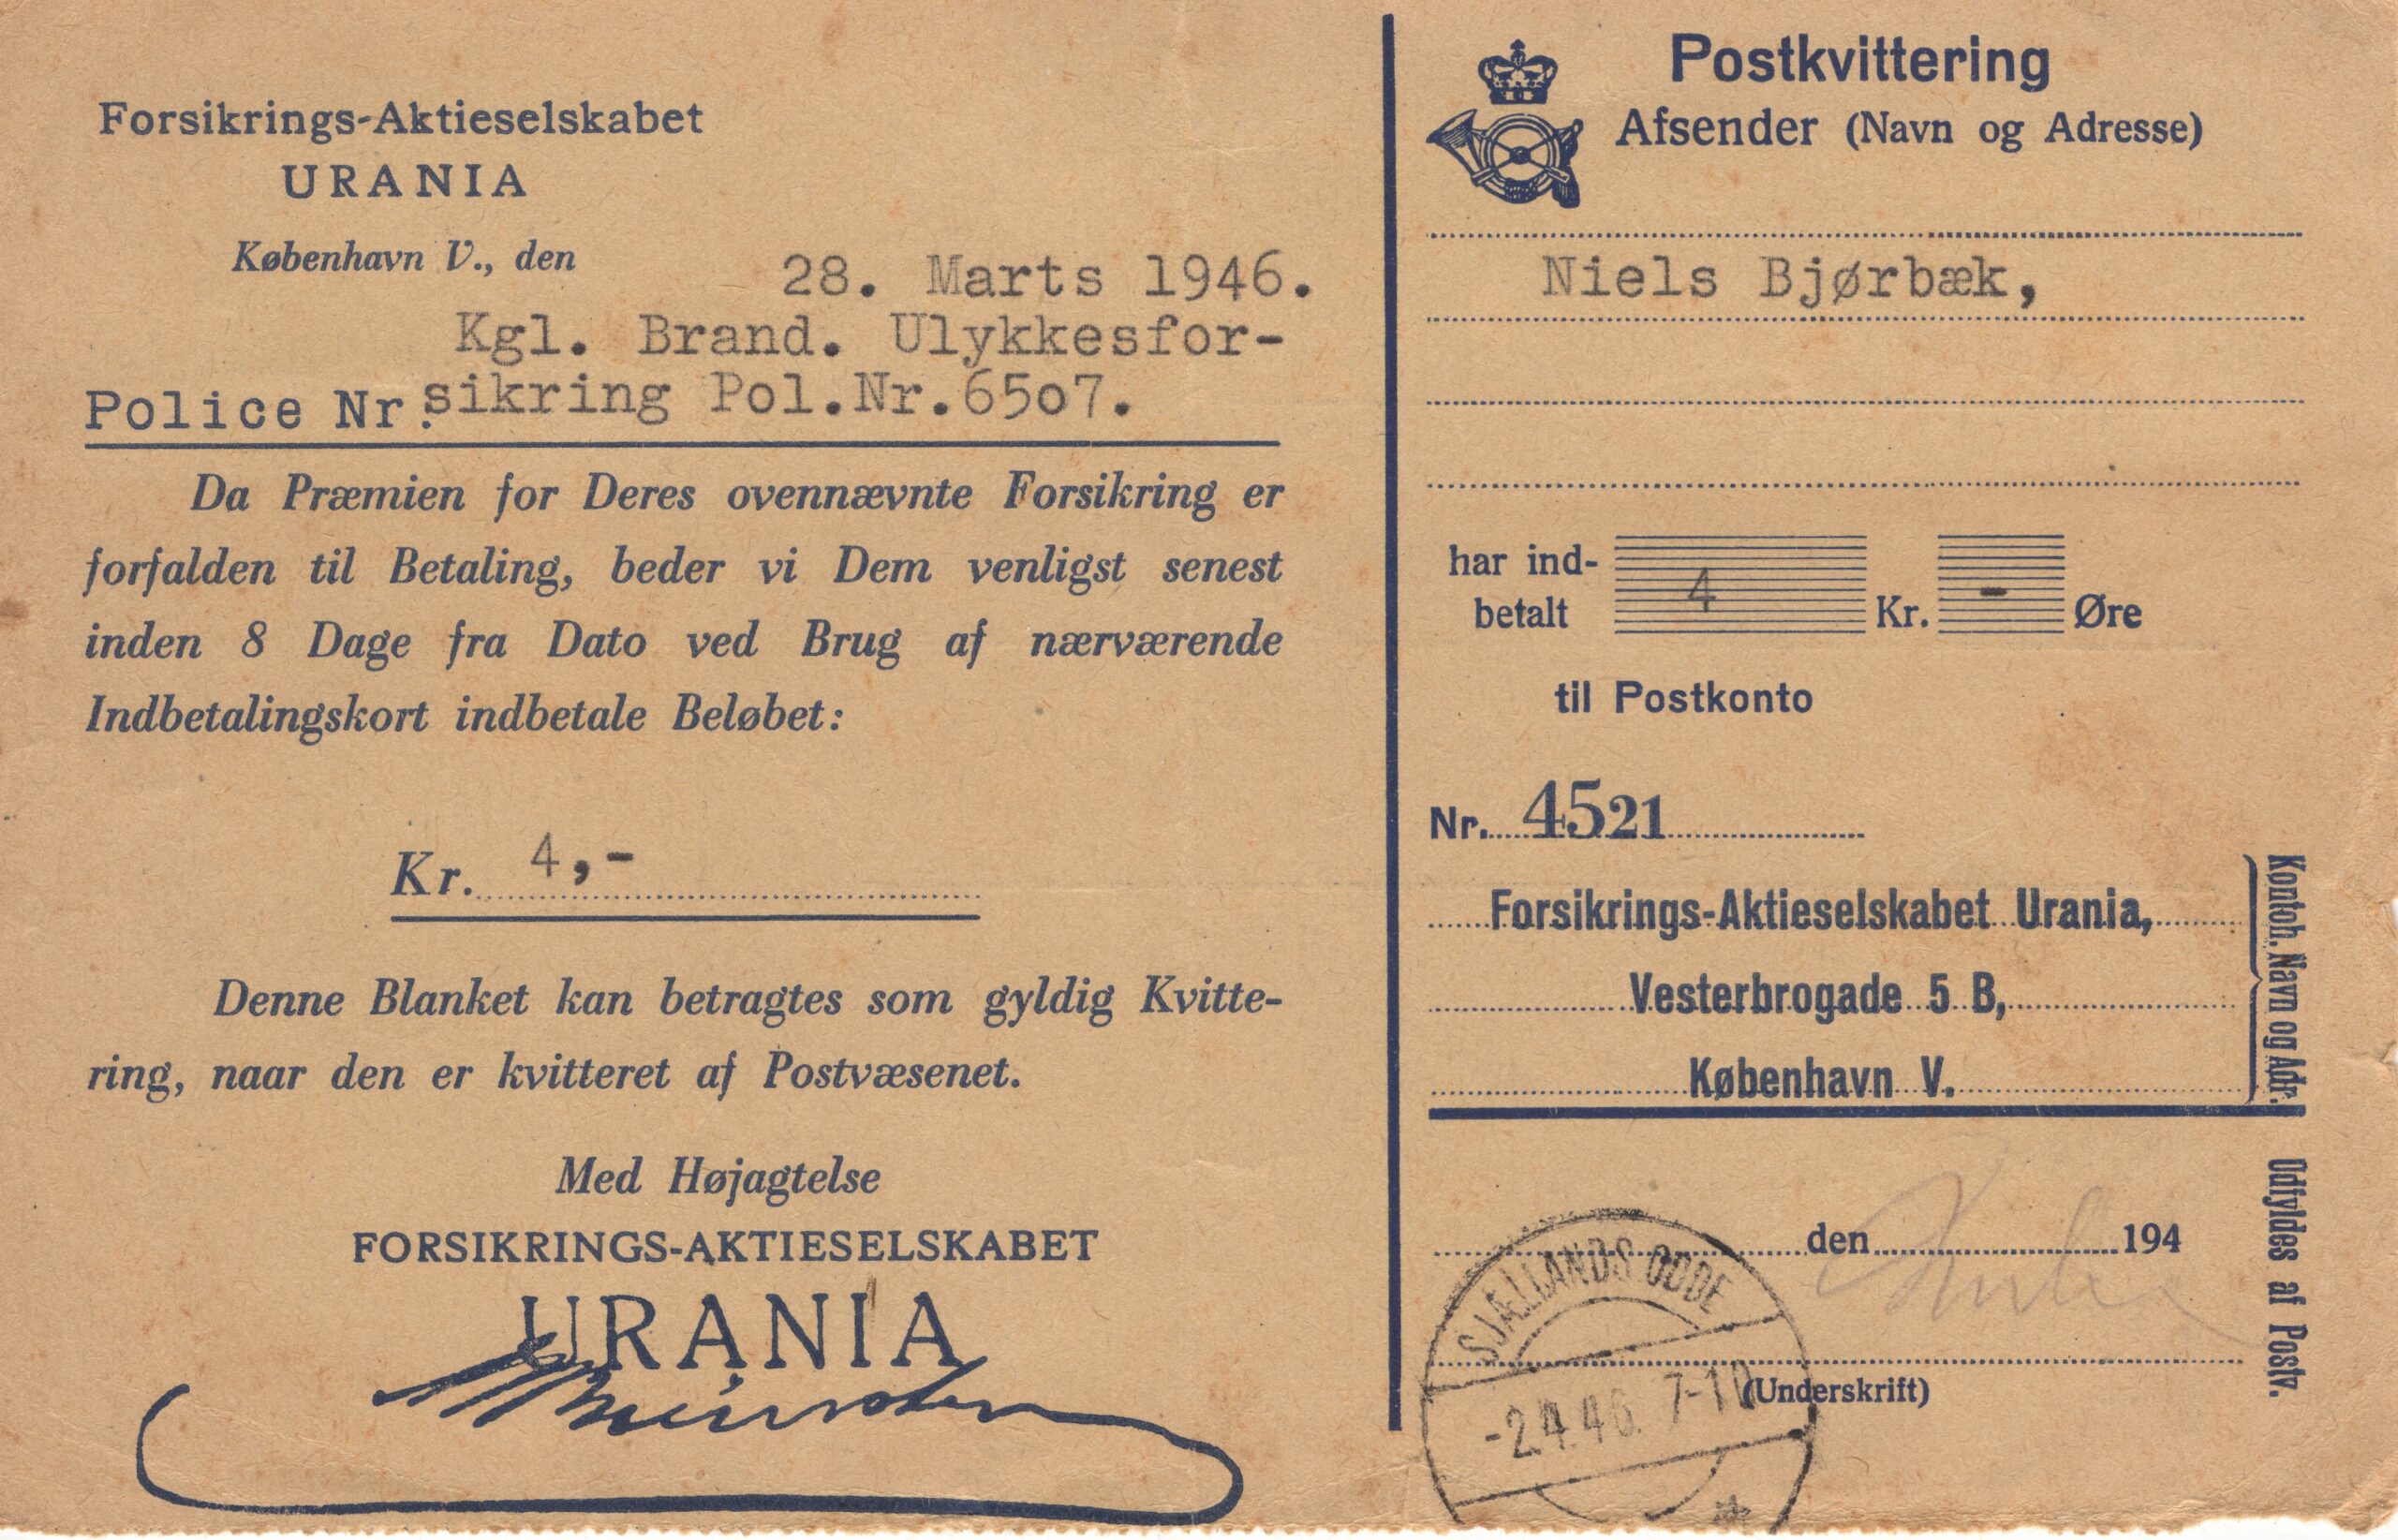 Forsikrings-Aktieselskabet
URANIA
København V., den
28. Marts 1946.
Kgl. Brand. Ulykkesfor-
Police Nr. sikring Pol.Nr.6507.
Da Præmien for Deres ovennævnte Forsikring er
forfalden til Betaling, beder vi Dem venligst senest
inden 8 Dage fra Dato ved Brug af nærværende
Indbetalingskort indbetale Beløbet:
Kr. 4,-
Denne Blanket kan betragtes som gyldig Kvitte-
ring, naar den er kvitteret af Postvæsenet.
Med Højagtelse
FORSIKRINGS-AKTIESELSKABET
URANIA
Postkvittering
Afsender (Navn og Adresse)
Niels Bjørbæk,
har ind-
betalt 4 Kr. - Øre
til Postkonto
Nr. 4521
Forsikrings-Aktieselskabet Urania,
Vesterbrogade 5 B,
København V.
Kontoh. Navn og Adr.
den 194
(Underskrift)
Udfyldes af Postv.
SJÆLLANDS ODDE
-2.4.46. 7-10